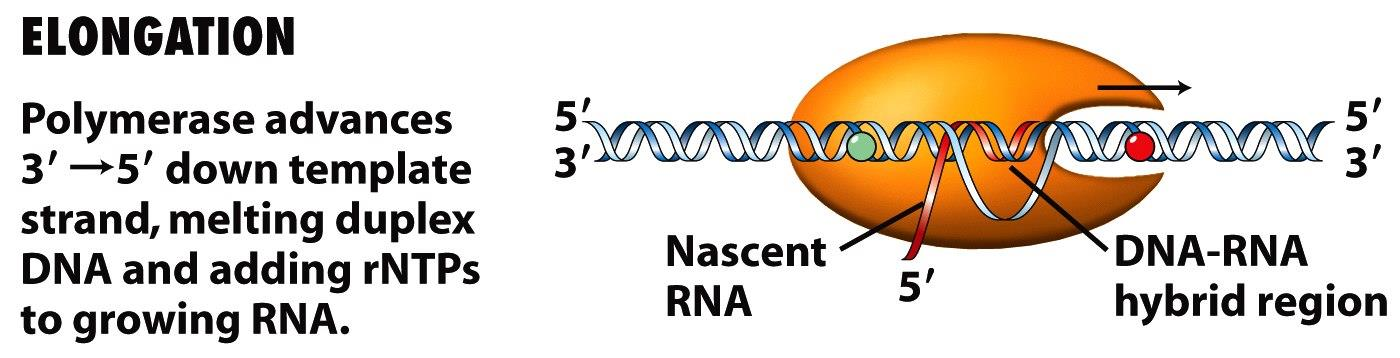 ELONGATION
Polymerase advances
3′ →5′ down template
strand, melting duplex
DNA and adding rNTPs
to growing RNA.
5′
3′
5′
3′
Nascent
RNA
5′
DNA-RNA
hybrid region